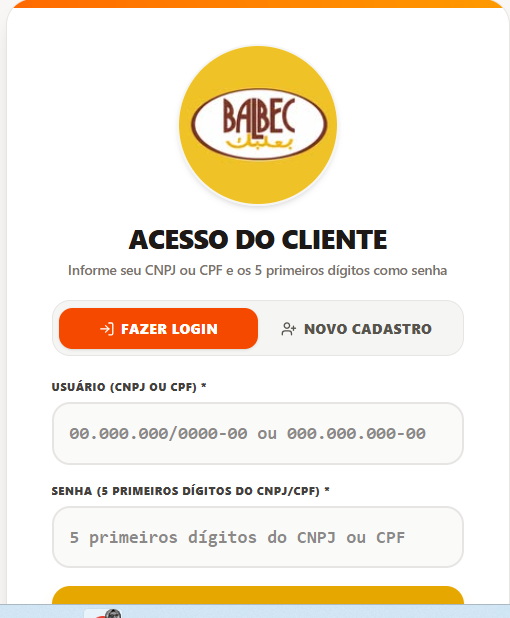 BALBEC
بعلبك
ACESSO DO CLIENTE
Informe seu CNPJ ou CPF e os 5 primeiros dígitos como senha
FAZER LOGIN
NOVO CADASTRO
USUÁRIO (CNPJ OU CPF) *
00.000.000/0000-00 ou 000.000.000-00
SENHA (5 PRIMEIROS DÍGITOS DO CNPJ/CPF) *
5 primeiros dígitos do CNPJ ou CPF